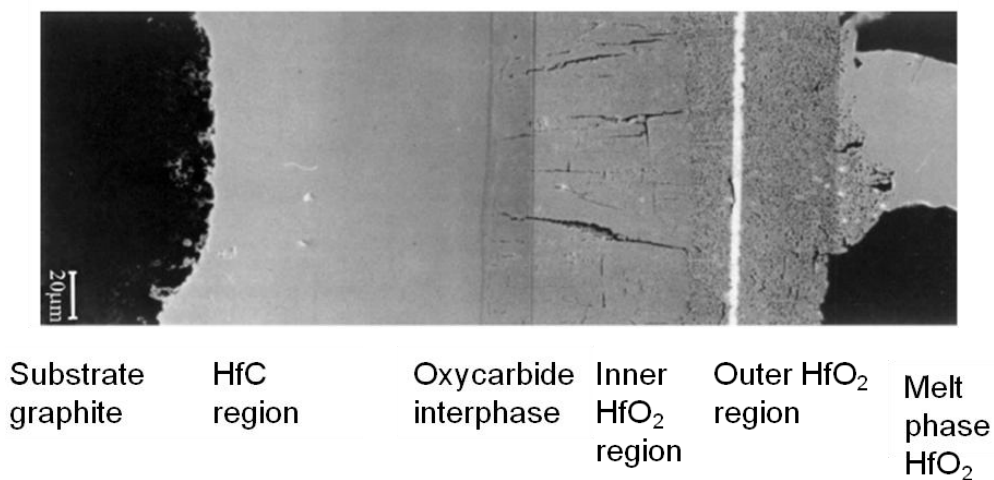 20μm
Substrate
graphite
HfC
region
Oxycarbide
interphase
Inner
HfO₂
region
Outer HfO₂
region
Melt
phase
HfO₂